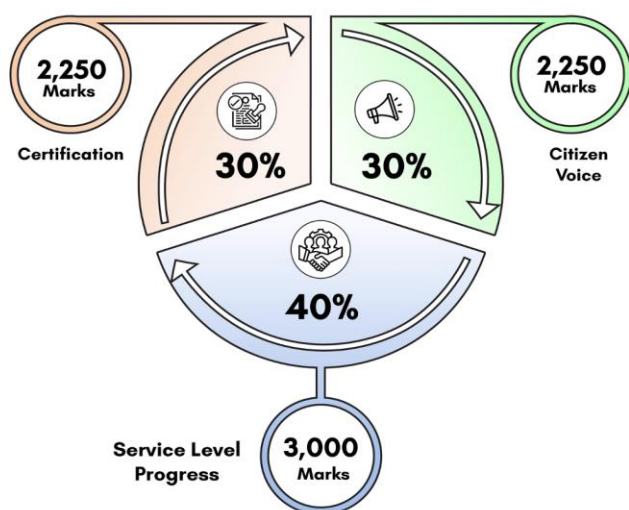 2,250
Marks
Certification
30%
30%
2,250
Marks
Citizen
Voice
40%
Service Level
Progress
3,000
Marks